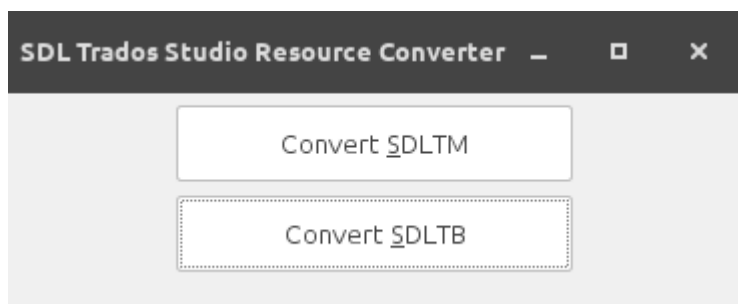 SDL Trados Studio Resource Converter
Convert SDLTM
Convert SDLTB